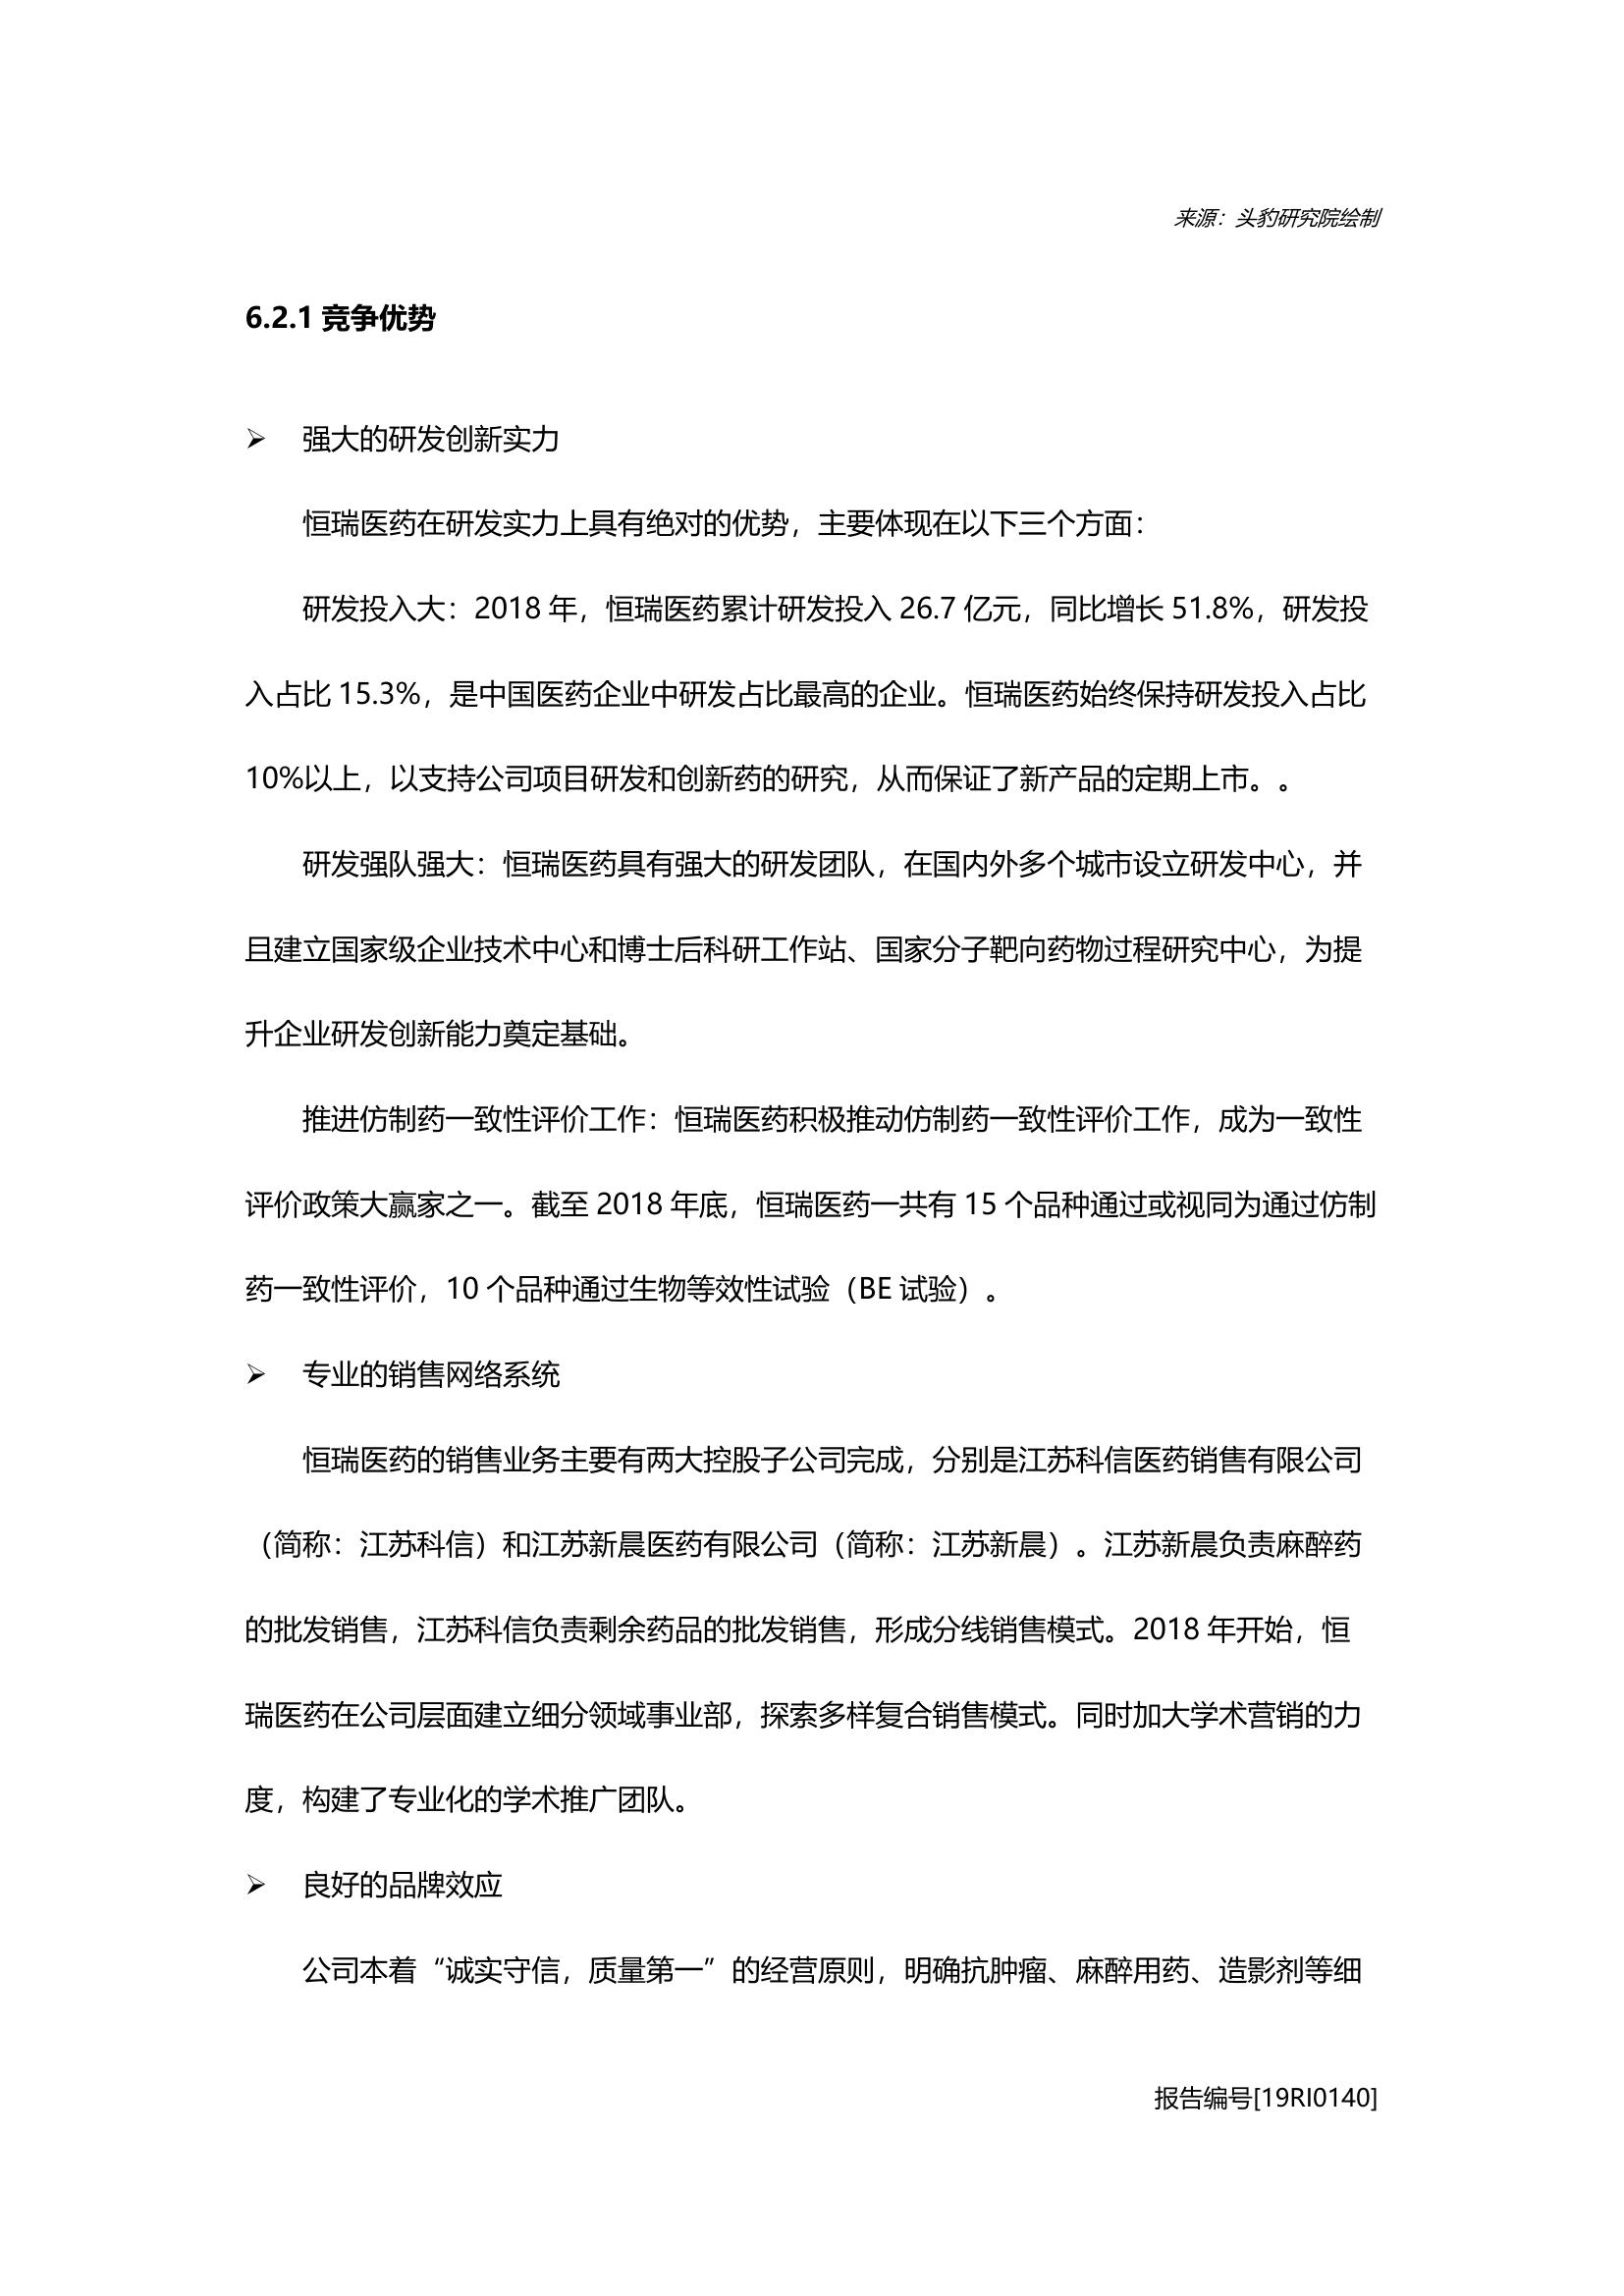 来源：头豹研究院绘制
6.2.1 竞争优势
➢ 强大的研发创新实力
恒瑞医药在研发实力上具有绝对的优势，主要体现在以下三个方面：
研发投入大：2018 年，恒瑞医药累计研发投入 26.7 亿元，同比增长 51.8%，研发投
入占比 15.3%，是中国医药企业中研发占比最高的企业。恒瑞医药始终保持研发投入占比
10%以上，以支持公司项目研发和创新药的研究，从而保证了新产品的定期上市。。
研发强队强大：恒瑞医药具有强大的研发团队，在国内外多个城市设立研发中心，并
且建立国家级企业技术中心和博士后科研工作站、国家分子靶向药物过程研究中心，为提
升企业研发创新能力奠定基础。
推进仿制药一致性评价工作：恒瑞医药积极推动仿制药一致性评价工作，成为一致性
评价政策大赢家之一。截至 2018 年底，恒瑞医药一共有 15 个品种通过或视同为通过仿制
药一致性评价，10 个品种通过生物等效性试验（BE 试验）。
➢ 专业的销售网络系统
恒瑞医药的销售业务主要有两大控股子公司完成，分别是江苏科信医药销售有限公司
（简称：江苏科信）和江苏新晨医药有限公司（简称：江苏新晨）。江苏新晨负责麻醉药
的批发销售，江苏科信负责剩余药品的批发销售，形成分线销售模式。2018 年开始，恒
瑞医药在公司层面建立细分领域事业部，探索多样复合销售模式。同时加大学术营销的力
度，构建了专业化的学术推广团队。
➢ 良好的品牌效应
公司本着“诚实守信，质量第一”的经营原则，明确抗肿瘤、麻醉用药、造影剂等细
报告编号[19RI0140]